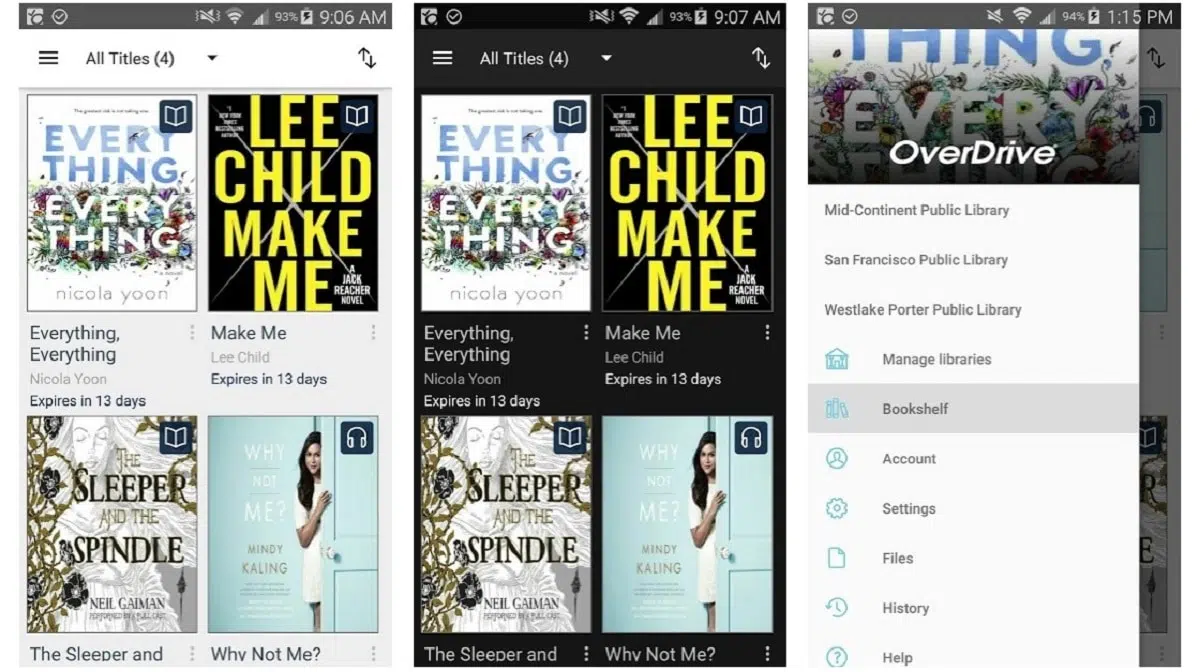 93% 9:06 AM
All Titles (4)
The greatest risk is not taking one.
EVERY
THING
EVERY
THING
a novel
nicola yoon
#1
NEW YORK TIMES
BESTSELLING
AUTHOR
LEE
CHILD
MAKE
ME
A
JACK
REACHER
NOVEL
Everything,
Everything
Nicola Yoon
Expires in 13 days
Make Me
Lee Child
Expires in 13 days
THE
SLEEPER
AND THE
SPINDLE
NEIL GAIMAN
PERFORMED BY A FULL CAST
WHY
NOT
ME?
MINDY
KALING
The Sleeper and
Why Not Me?
93% 9:07 AM
All Titles (4)
The greatest risk is not taking one.
EVERY
THING
EVERY
THING
a novel
nicola yoon
#1
NEW YORK TIMES
BESTSELLING
AUTHOR
LEE
CHILD
MAKE
ME
A
JACK
REACHER
NOVEL
Everything,
Everything
Nicola Yoon
Expires in 13 days
Make Me
Lee Child
Expires in 13 days
THE
SLEEPER
AND THE
SPINDLE
NEIL GAIMAN
PERFORMED BY A FULL CAST
WHY
NOT
ME?
MINDY
KALING
The Sleeper and
Why Not Me?
94% 1:15 PM
THING
EVERY
OverDrive
Mid-Continent Public Library
San Francisco Public Library
Westlake Porter Public Library
Manage libraries
Bookshelf
Account
Settings
Files
History
Help